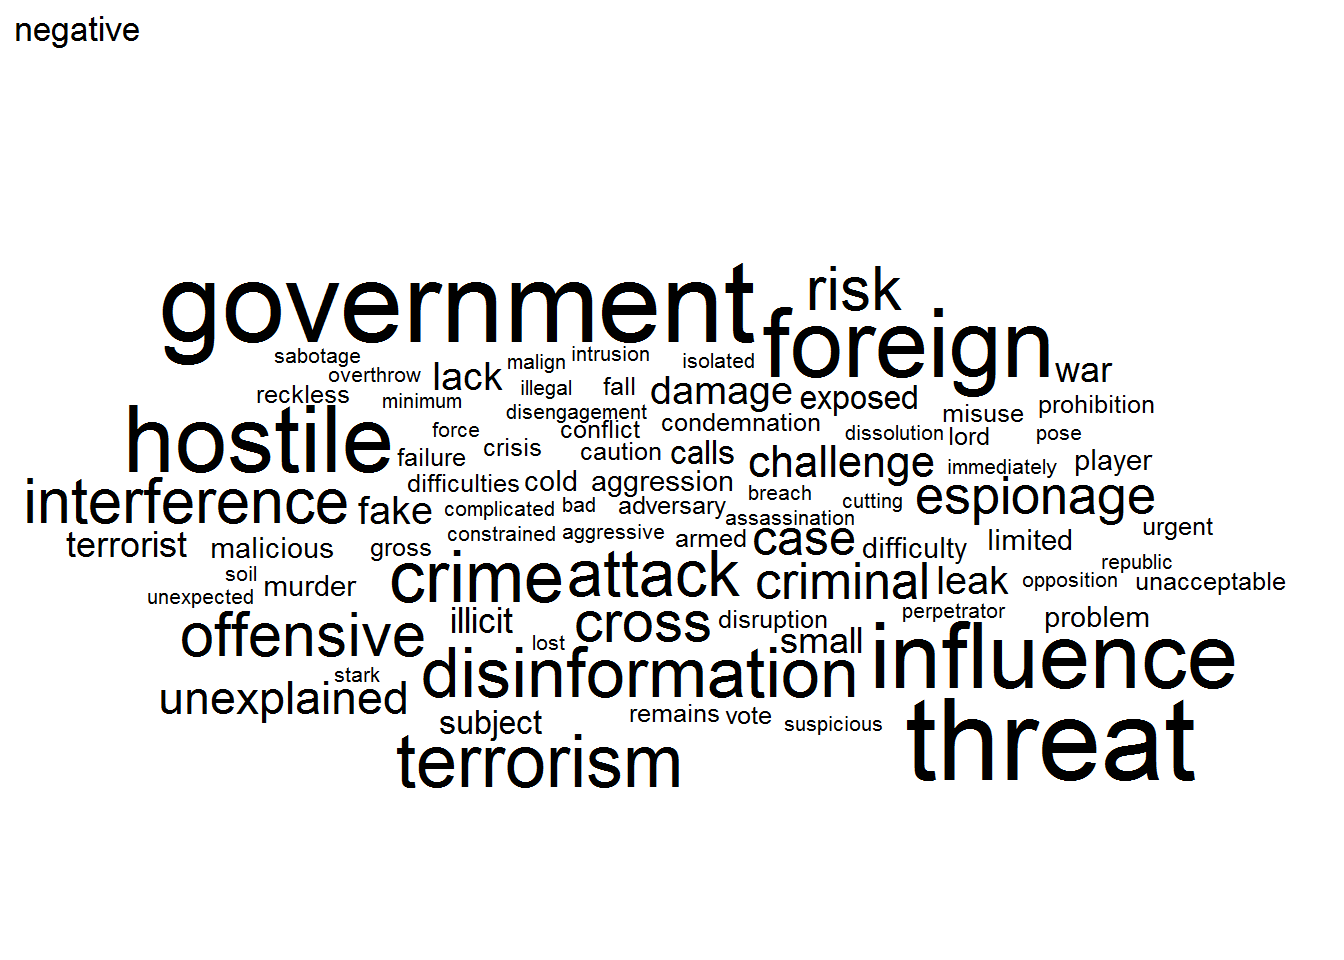 negative
government
risk
foreign
sabotage
malign
intrusion
isolated
overthrow
lack
illegal
fall
damage
exposed
war
reckless
minimum
disengagement
condemnation
misuse
prohibition
hostile
force
conflict
dissolution
lord
pose
failure
crisis
caution
calls
challenge
immediately
player
interference
difficulties
cold
aggression
breach
cutting
espionage
fake
complicated
bad
adversary
assassination
terrorist
malicious
gross
constrained
aggressive
armed
case
difficulty
limited
urgent
soil
murder
crime
attack
criminal
leak
opposition
republic
unacceptable
unexpected
offensive
illicit
cross
disruption
perpetrator
problem
lost
small
influence
stark
disinformation
unexplained
subject
remains
vote
suspicious
threat
terrorism